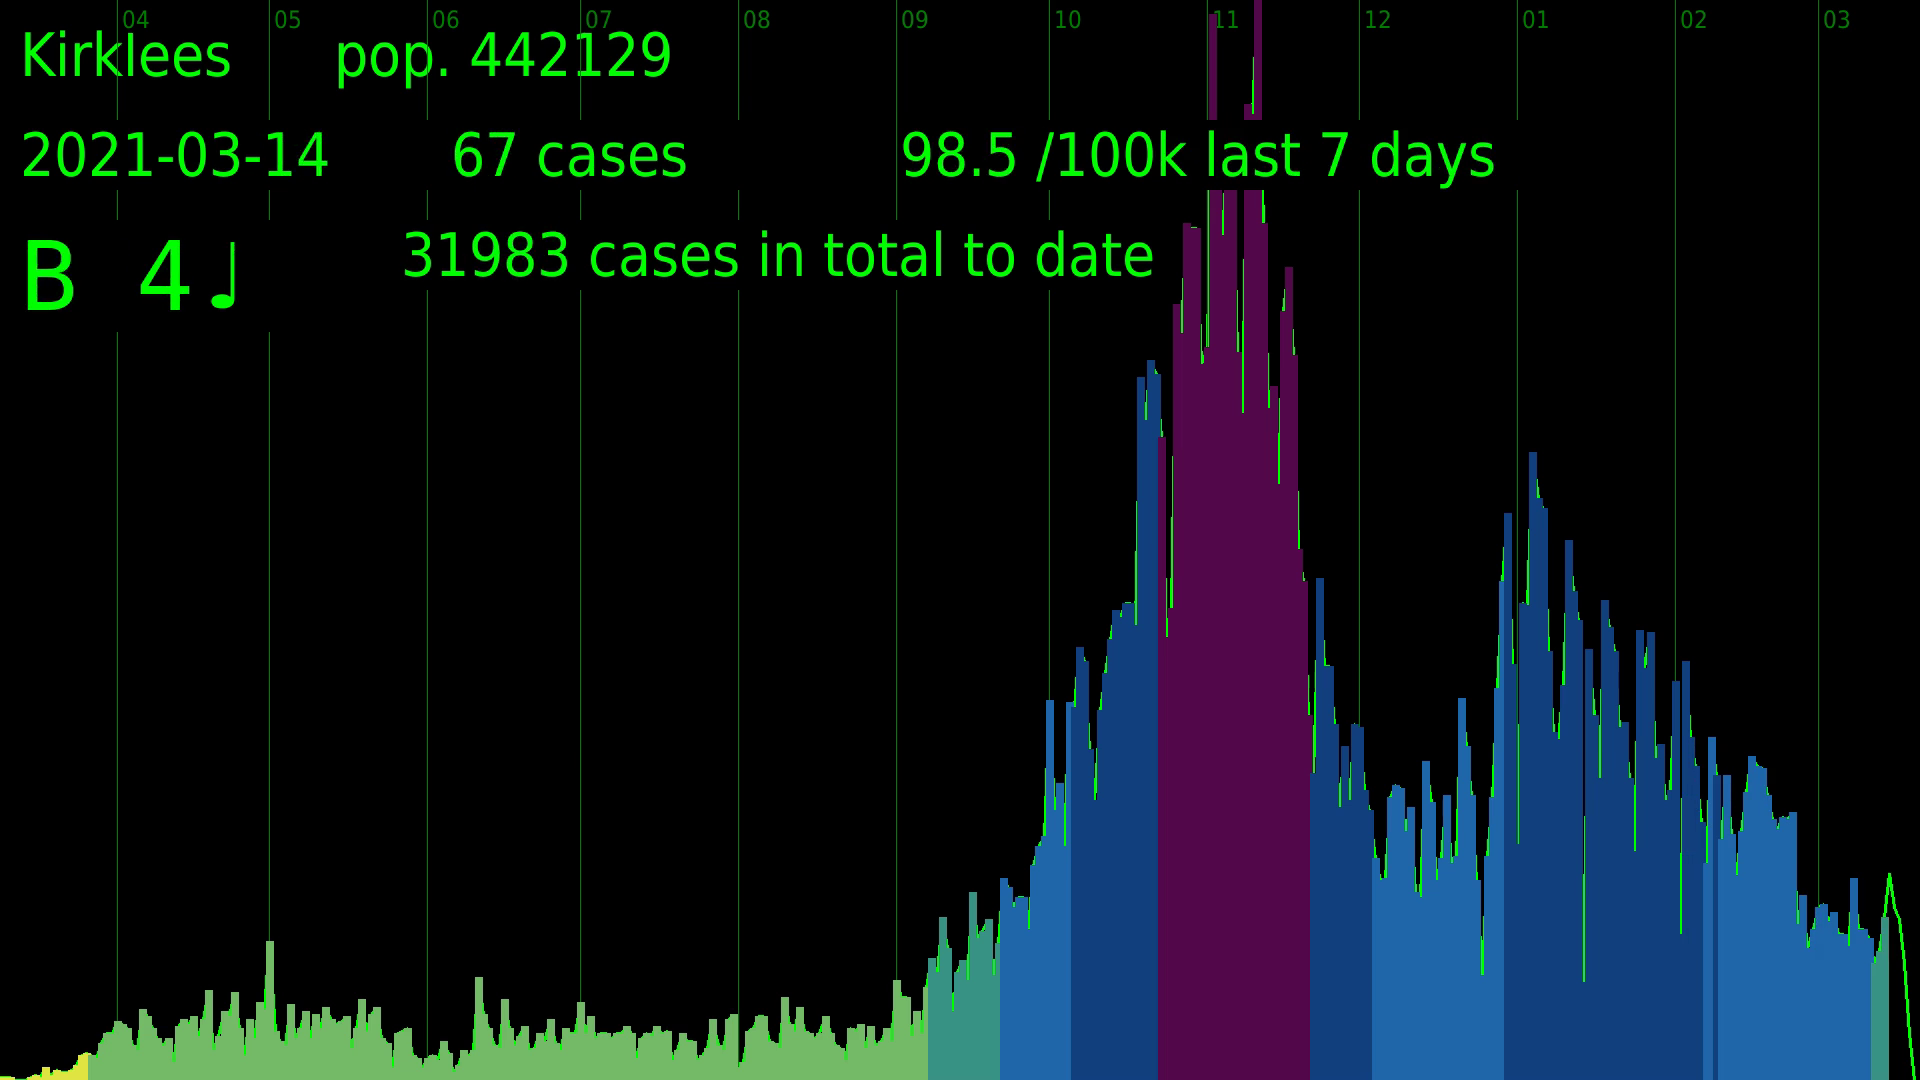 04 05 06 07 08 09 10 11 12 01 02 03
Kirklees pop. 442129
2021-03-14 67 cases 98.5 /100k last 7 days
B 4♩ 31983 cases in total to date